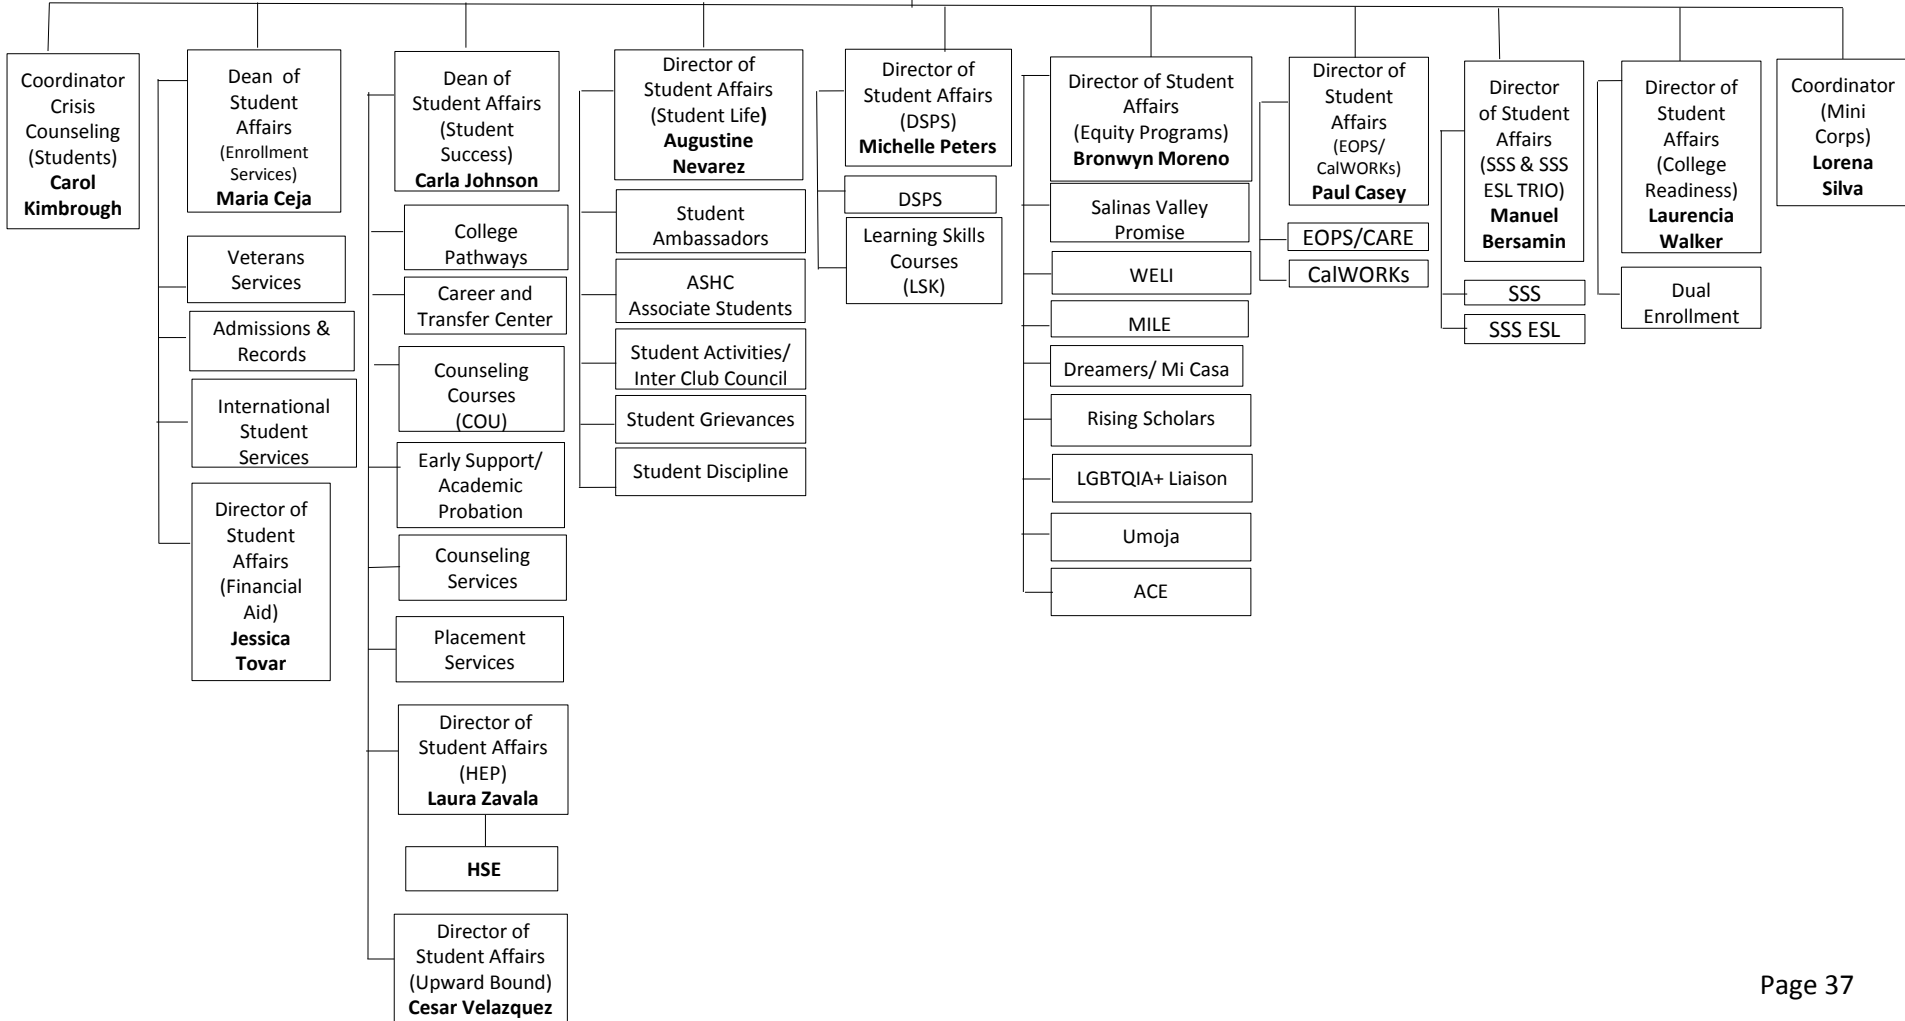 Coordinator
Crisis
Counseling
(Students)
Carol
Kimbrough
Dean of
Student
Affairs
(Enrollment
Services)
Maria Ceja
Veterans
Services
Admissions &
Records
International
Student
Services
Director of
Student
Affairs
(Financial
Aid)
Jessica
Tovar
Dean of
Student Affairs
(Student
Success)
Carla Johnson
College
Pathways
Career and
Transfer Center
Counseling
Courses
(COU)
Early Support/
Academic
Probation
Counseling
Services
Placement
Services
Director of
Student Affairs
(HEP)
Laura Zavala
HSE
Director of
Student Affairs
(Upward Bound)
Cesar Velazquez
Director of
Student Affairs
(Student Life)
Augustine
Nevarez
Student
Ambassadors
ASHC
Associate Students
Student Activities/
Inter Club Council
Student Grievances
Student Discipline
Director of
Student Affairs
(DSPS)
Michelle Peters
DSPS
Learning Skills
Courses
(LSK)
Director of Student
Affairs
(Equity Programs)
Bronwyn Moreno
Salinas Valley
Promise
WELI
MILE
Dreamers/ Mi Casa
Rising Scholars
LGBTQIA+ Liaison
Umoja
ACE
Director of
Student
Affairs
(EOPS/
CalWORKs)
Paul Casey
EOPS/CARE
CalWORKs
Director
of Student
Affairs
(SSS & SSS
ESL TRIO)
Manuel
Bersamin
SSS
SSS ESL
Director of
Student
Affairs
(College
Readiness)
Laurencia
Walker
Dual
Enrollment
Coordinator
(Mini
Corps)
Lorena
Silva
Page 37